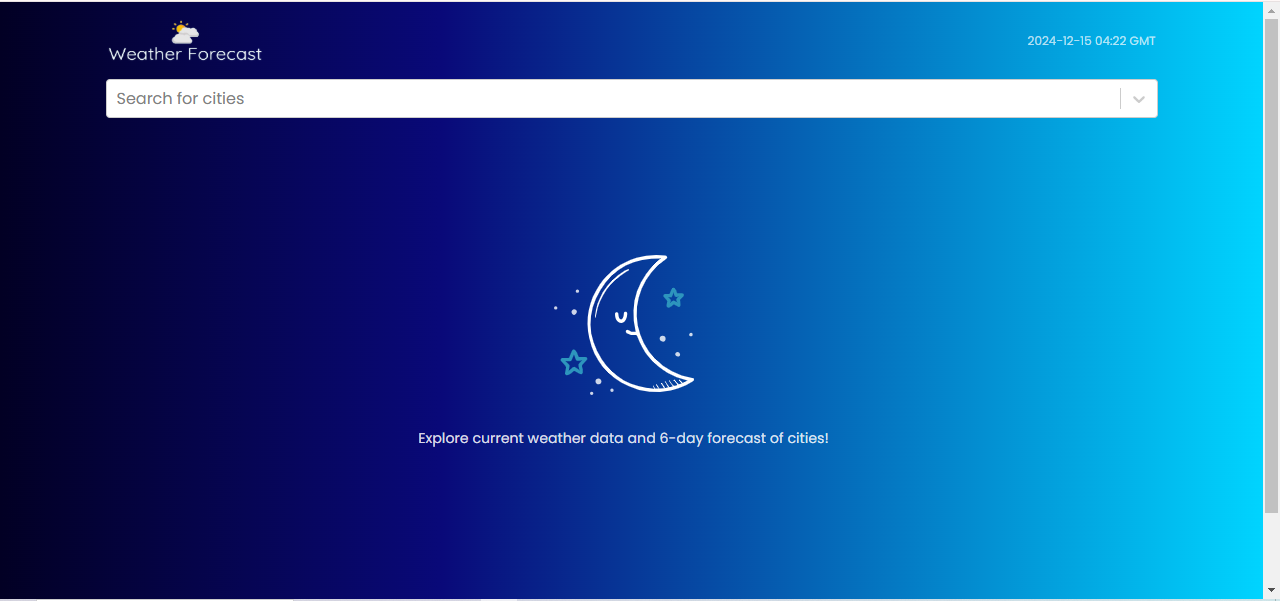 Weather Forecast
2024-12-15 04:22 GMT
Search for cities
Explore current weather data and 6-day forecast of cities!